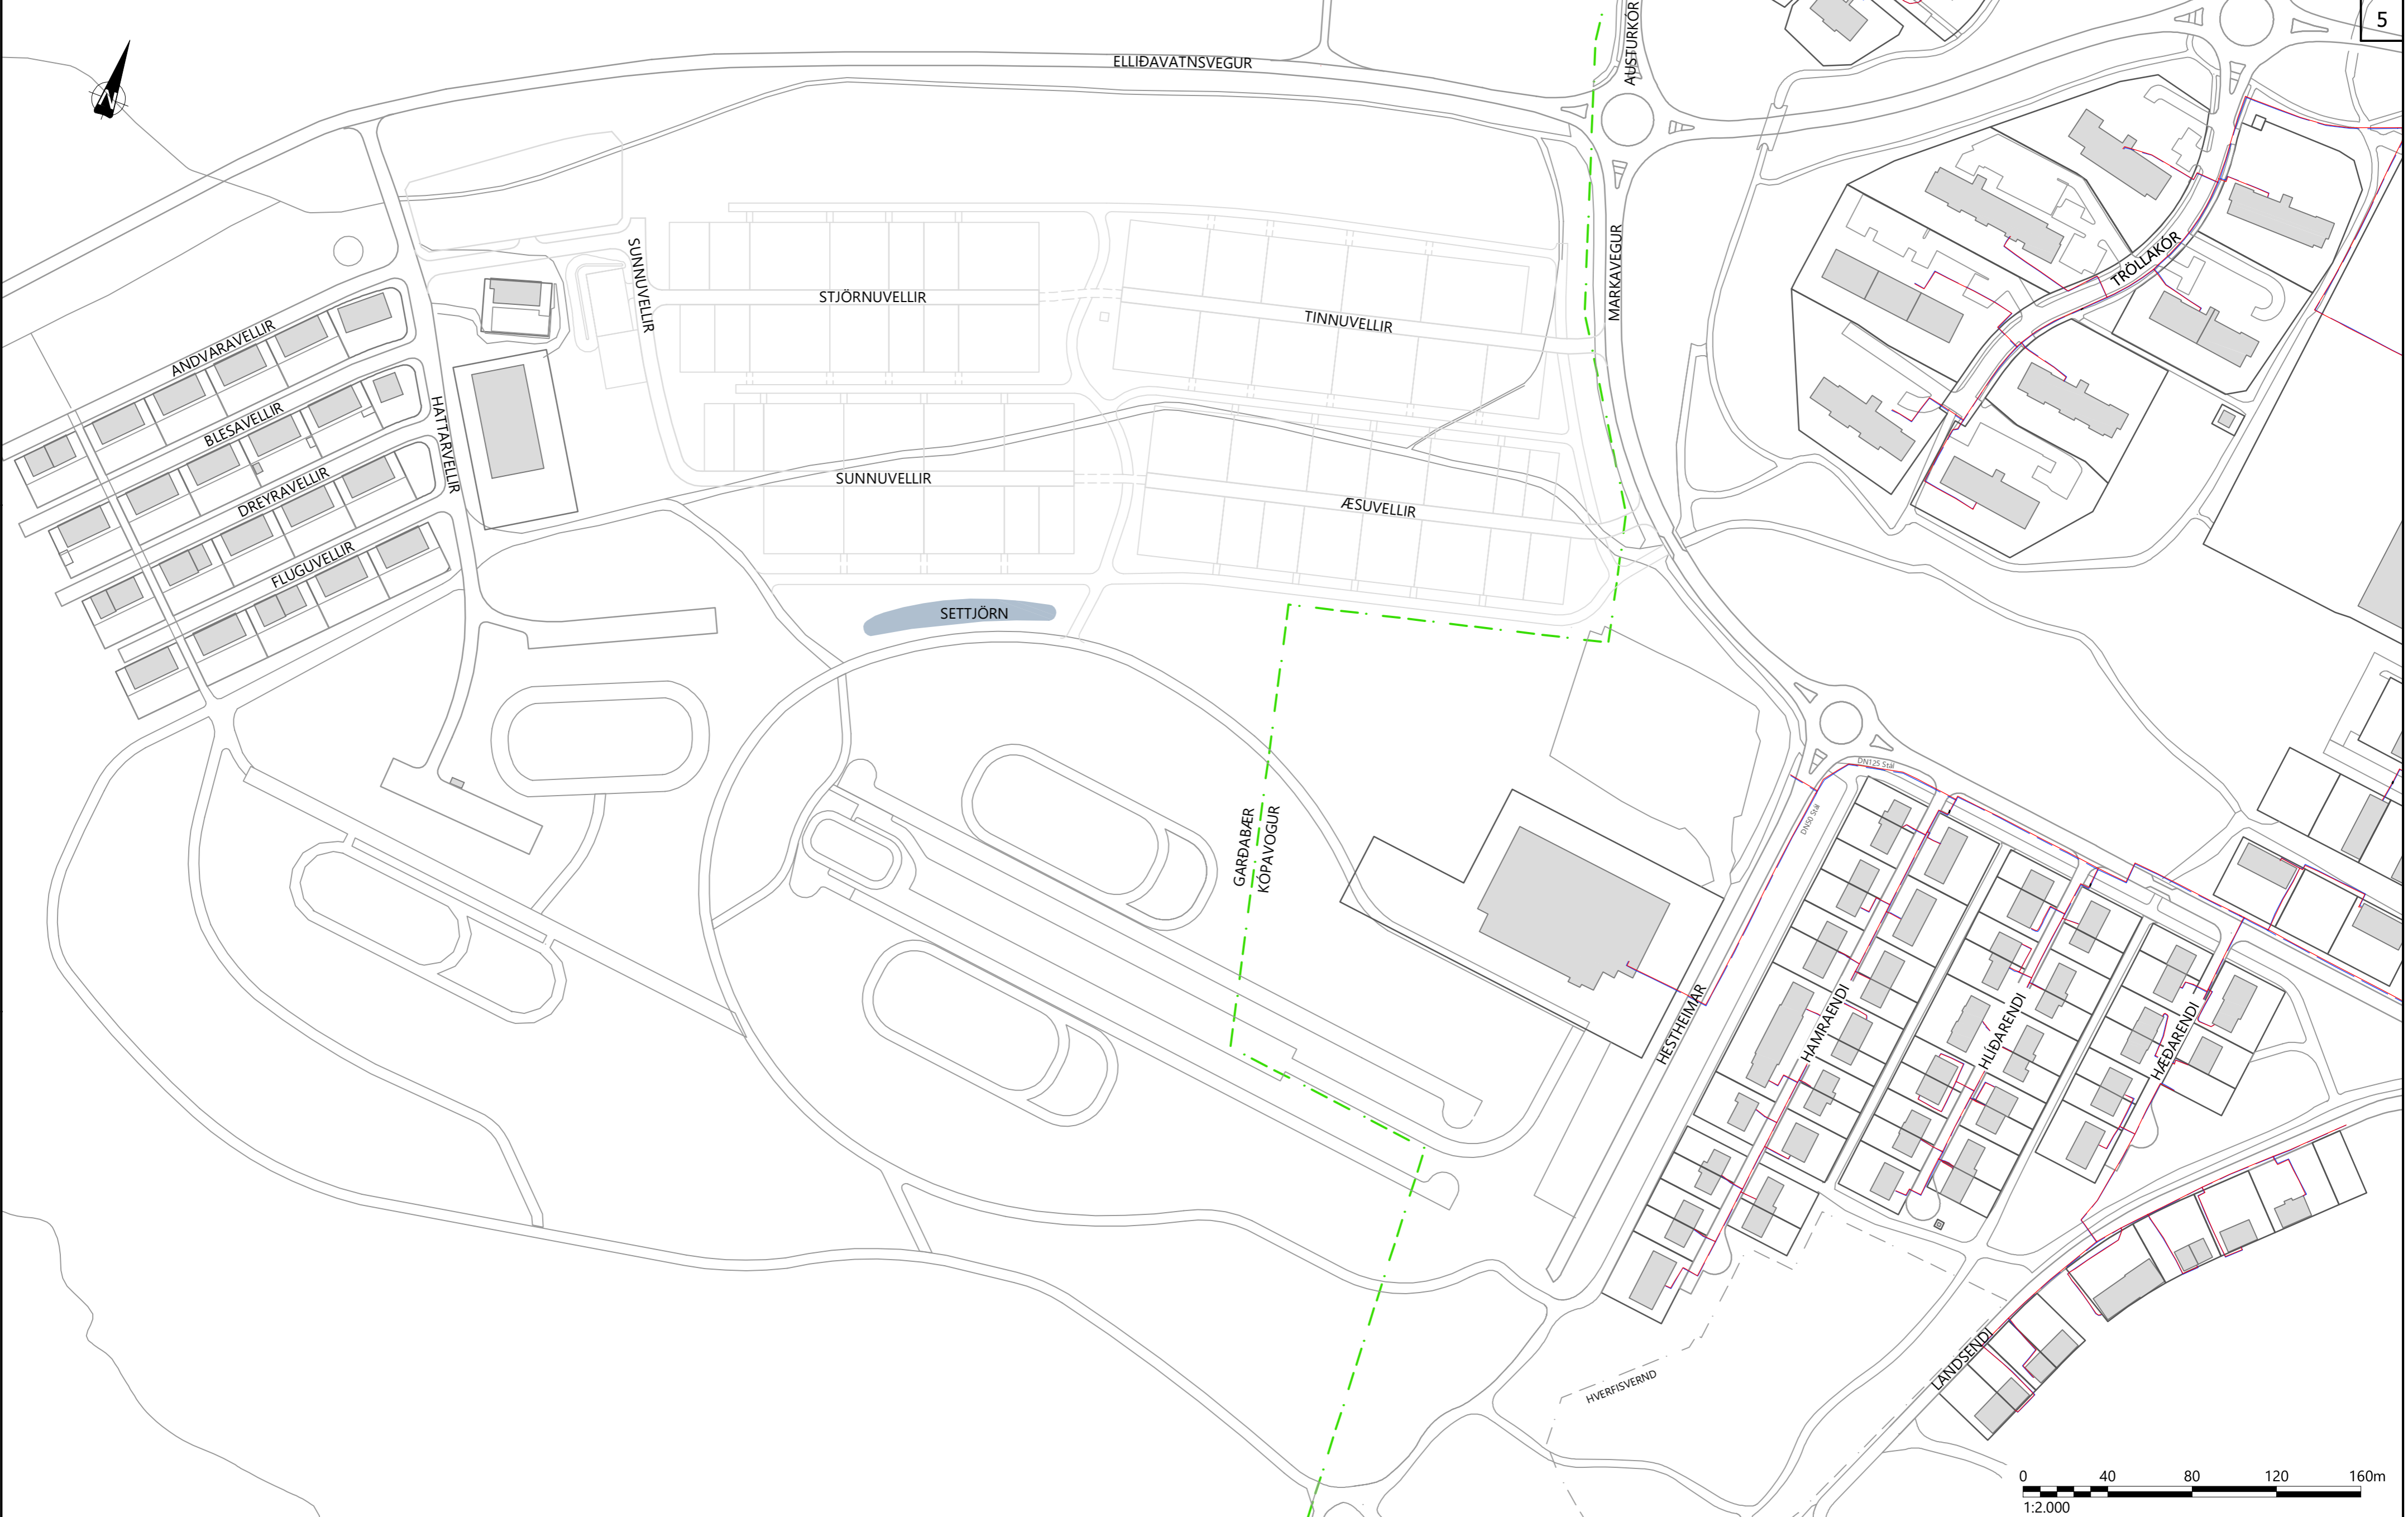 5
AUSTURKÓR
ELLIÐAVATNSVEGUR
N
SUNNUVELLIR
MARKAVEGUR
TRÖLLAKÓR
STJÖRNUVELLIR
TINNUVELLIR
ANDVARAVELLIR
BLESAVELLIR
HATTARVELLIR
DREYRAVELLIR
SUNNUVELLIR
ÆSUVELLIR
FLUGUVELLIR
SETTJÖRN
DN125 Stál
DN50 Stál
GARÐABÆR
KÓPAVOGUR
HESTHEIMAR
HAMRAENDI
HLÍÐARENDI
HÆÐARENDI
LANDSENDI
HVERFISVERND
0 40 80 120 160m
1:2.000